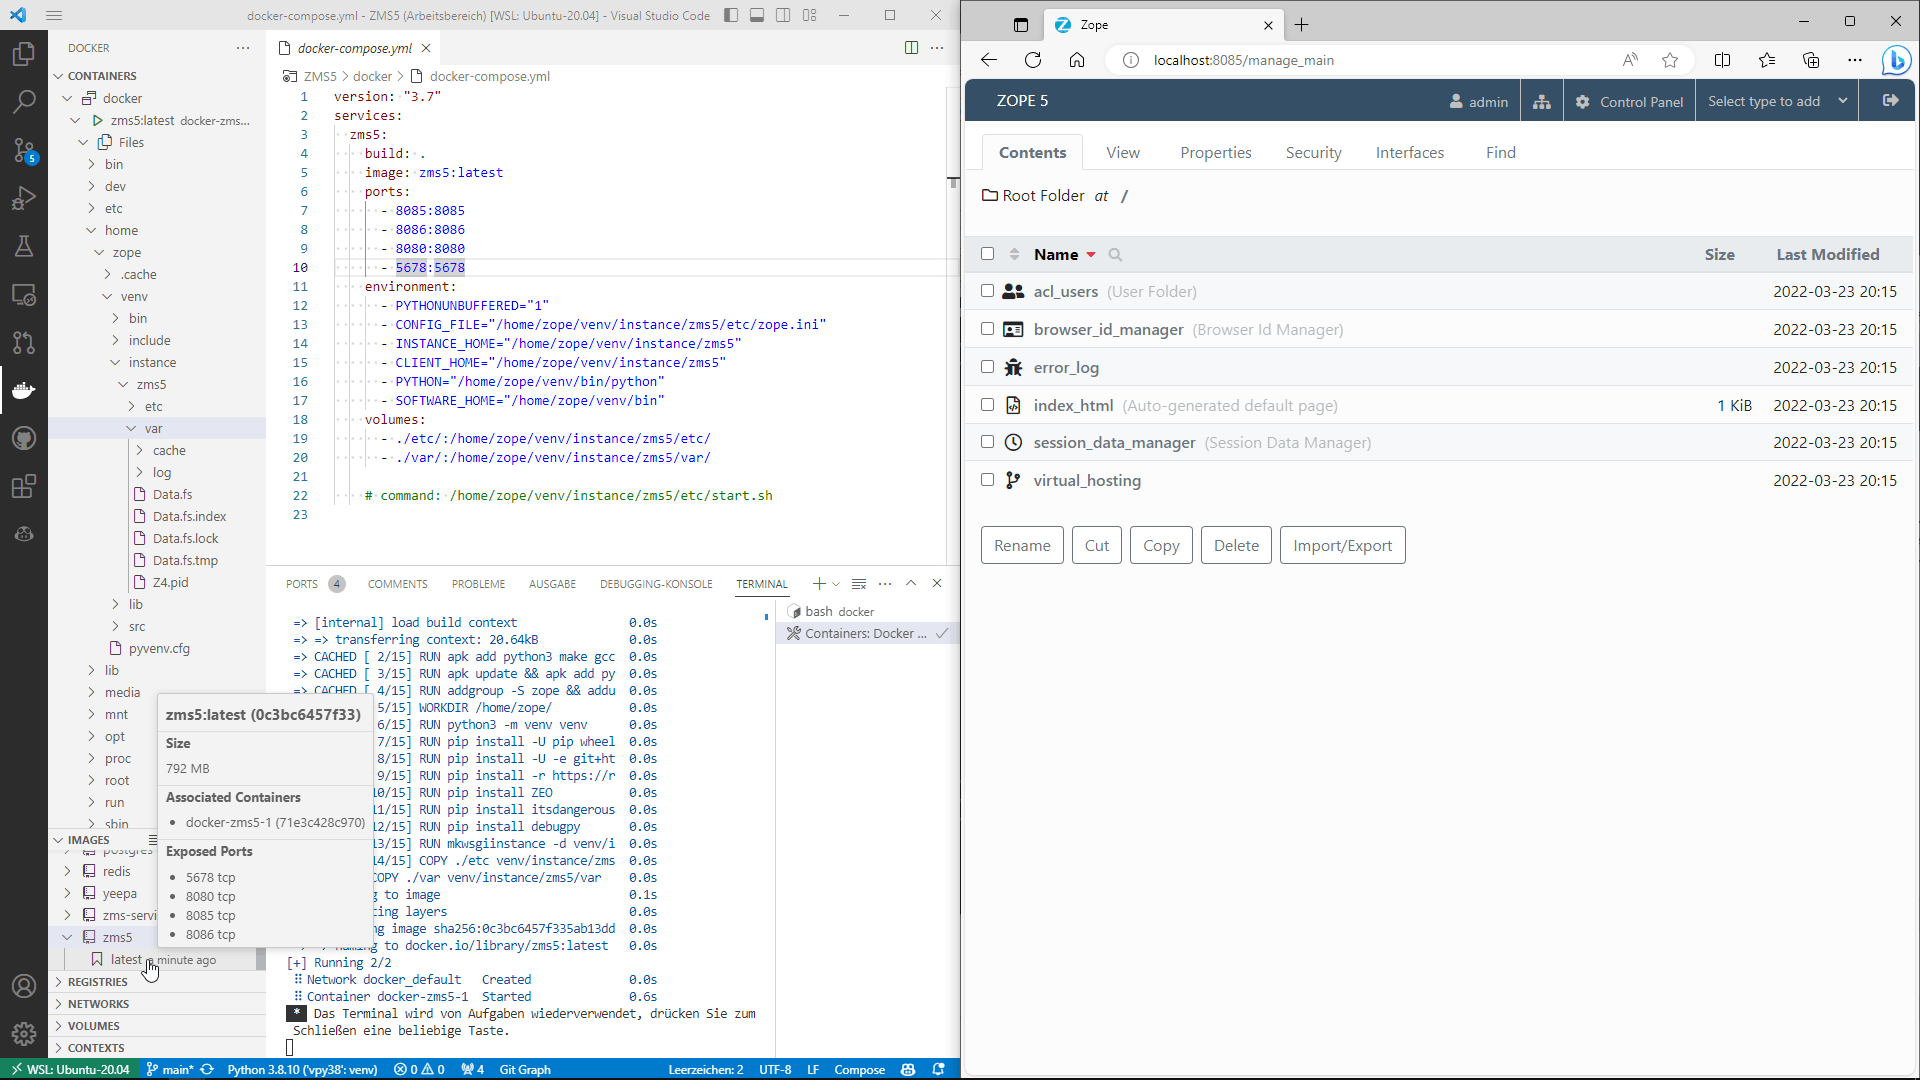 docker-compose.yml - ZMS5 (Arbeitsbereich) [WSL: Ubuntu-20.04] - Visual Studio Code
DOCKER
CONTAINERS
docker
zms5:latest docker-zms...
Files
bin
dev
etc
home
zope
.cache
venv
bin
include
instance
zms5
etc
var
cache
log
Data.fs
Data.fs.index
Data.fs.lock
Data.fs.tmp
Z4.pid
lib
src
pyvenv.cfg
lib
media
mnt
opt
proc
root
run
sbin
IMAGES
postgres
redis
yeepa
zms-servi
zms5
latest a minute ago
REGISTRIES
NETWORKS
VOLUMES
CONTEXTS
5
zms5:latest (0c3bc6457f33)
Size
792 MB
Associated Containers
docker-zms5-1 (71e3c428c970)
Exposed Ports
5678 tcp
8080 tcp
8085 tcp
8086 tcp
docker-compose.yml
ZMS5 > docker > docker-compose.yml
1 version: "3.7"
2 services:
3 zms5:
4 build: .
5 image: zms5:latest
6 ports:
7 - 8085:8085
8 - 8086:8086
9 - 8080:8080
10 - 5678:5678
11 environment:
12 - PYTHONUNBUFFERED="1"
13 - CONFIG_FILE="/home/zope/venv/instance/zms5/etc/zope.ini"
14 - INSTANCE_HOME="/home/zope/venv/instance/zms5"
15 - CLIENT_HOME="/home/zope/venv/instance/zms5"
16 - PYTHON="/home/zope/venv/bin/python"
17 - SOFTWARE_HOME="/home/zope/venv/bin"
18 volumes:
19 - ./etc/:/home/zope/venv/instance/zms5/etc/
20 - ./var/:/home/zope/venv/instance/zms5/var/
21
22 # command: /home/zope/venv/instance/zms5/etc/start.sh
23
PORTS 4 COMMENTS PROBLEME AUSGABE DEBUGGING-KONSOLE TERMINAL
bash docker
Containers: Docker ...
=> [internal] load build context 0.0s
=> => transferring context: 20.64kB 0.0s
=> CACHED [ 2/15] RUN apk add python3 make gcc 0.0s
=> CACHED [ 3/15] RUN apk update && apk add py 0.0s
=> CACHED [ 4/15] RUN addgroup -S zope && addu 0.0s
5/15] WORKDIR /home/zope/ 0.0s
6/15] RUN python3 -m venv venv 0.0s
7/15] RUN pip install -U pip wheel 0.0s
8/15] RUN pip install -U -e git+ht 0.0s
9/15] RUN pip install -r https://r 0.0s
10/15] RUN pip install ZEO 0.0s
11/15] RUN pip install itsdangerous 0.0s
12/15] RUN pip install debugpy 0.0s
13/15] RUN mkwsgiinstance -d venv/i 0.0s
14/15] COPY ./etc venv/instance/zms 0.0s
COPY ./var venv/instance/zms5/var 0.0s
g to image 0.1s
ing layers 0.0s
ng image sha256:0c3bc6457f335ab13dd 0.0s
=> => naming to docker.io/library/zms5:latest 0.0s
[+] Running 2/2
Network docker_default Created 0.0s
Container docker-zms5-1 Started 0.6s
* Das Terminal wird von Aufgaben wiederverwendet, drücken Sie zum
Schließen eine beliebige Taste.
WSL: Ubuntu-20.04 main* Python 3.8.10 ('vpy38': venv) 0 0 4 Git Graph Leerzeichen: 2 UTF-8 LF Compose
Zope
localhost:8085/manage_main
ZOPE 5 admin Control Panel Select type to add
Contents View Properties Security Interfaces Find
Root Folder at /
Name Size Last Modified
acl_users (User Folder) 2022-03-23 20:15
browser_id_manager (Browser Id Manager) 2022-03-23 20:15
error_log 2022-03-23 20:15
index_html (Auto-generated default page) 1 KiB 2022-03-23 20:15
session_data_manager (Session Data Manager) 2022-03-23 20:15
virtual_hosting 2022-03-23 20:15
Rename Cut Copy Delete Import/Export